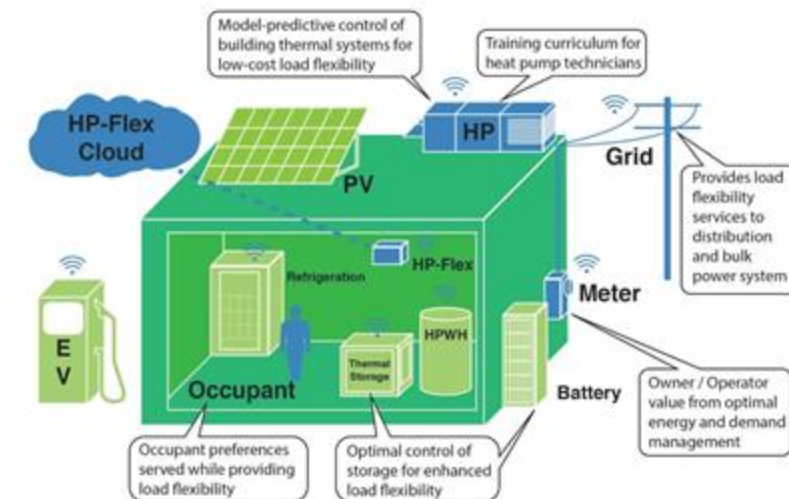 Model-predictive control of
building thermal systems for
low-cost load flexibility
Training curriculum for
heat pump technicians
HP-Flex
Cloud
HP
Grid
PV
Provides load
flexibility
services to
distribution
and bulk
power system
Refrigeration
HP-Flex
Meter
E
V
HPWH
Thermal
Storage
Occupant
Battery
Owner / Operator
value from optimal
energy and demand
management
Occupant preferences
served while providing
load flexibility
Optimal control of
storage for enhanced
load flexibility